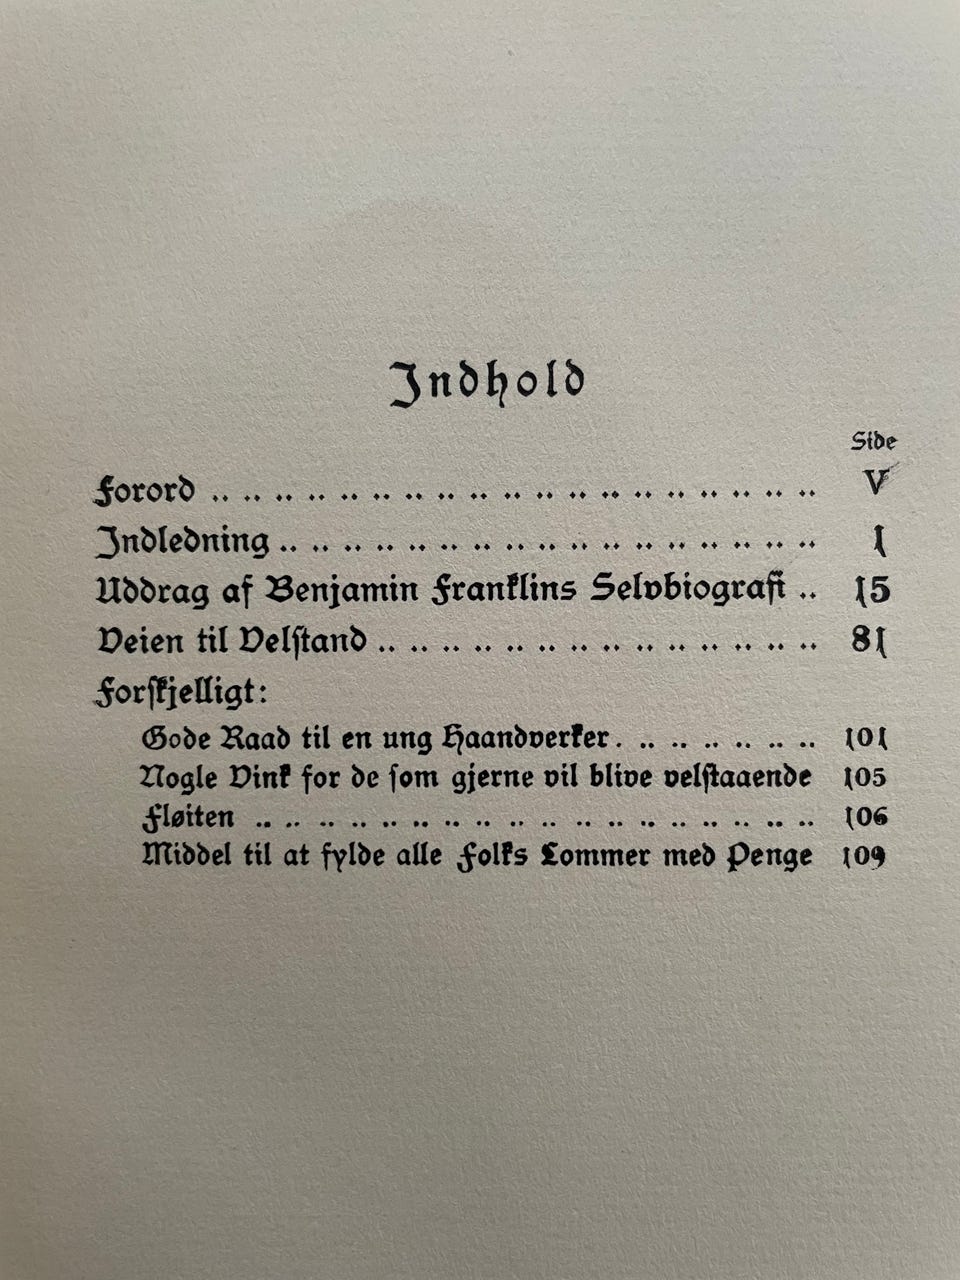 Indhold
Side
Forord .. .. .. .. .. .. .. .. .. .. .. .. .. .. .. .. .. .. .. V
Indledning .. .. .. .. .. .. .. .. .. .. .. .. .. .. .. .. .. 1
Uddrag af Benjamin Franklins Selvbiografi .. 15
Veien til Velstand .. .. .. .. .. .. .. .. .. .. .. .. .. .. 81
Forskjelligt:
Gode Raad til en ung Haandverker. .. .. .. .. .. .. 101
Nogle Vink for de som gjerne vil blive velstaaende 105
Fløiten .. .. .. .. .. .. .. .. .. .. .. .. .. .. .. .. .. .. 106
Middel til at fylde alle Folks Lommer med Penge 109